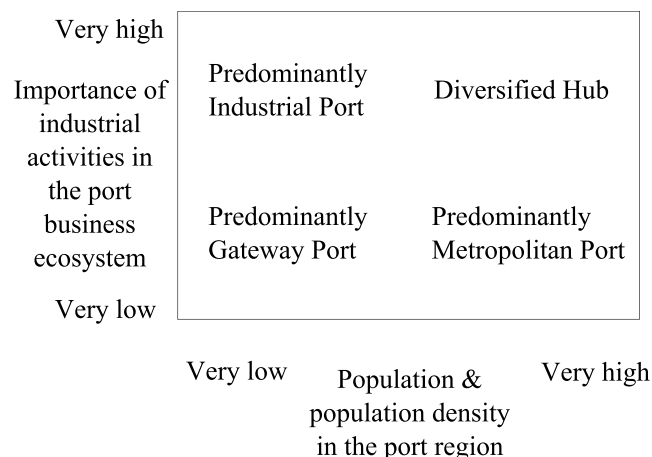 Very high
Importance of
industrial
activities in
the port
business
ecosystem
Very low
Predominantly
Industrial Port
Diversified Hub
Predominantly
Gateway Port
Predominantly
Metropolitan Port
Very low
Population &
population density
in the port region
Very high